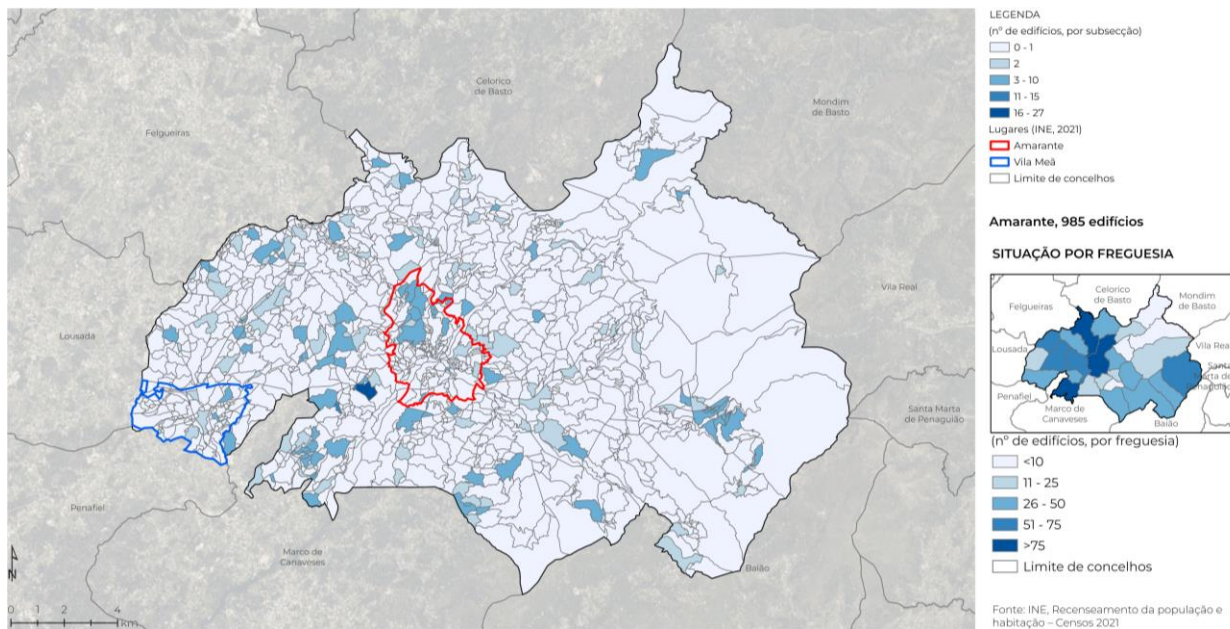 LEGENDA
(nº de edifícios, por subsecção)
0 - 1
2
3 - 10
11 - 15
16 - 27
Lugares (INE, 2021)
Amarante
Vila Meã
Limite de concelhos
Amarante, 985 edifícios
SITUAÇÃO POR FREGUESIA
Celorico
de Basto
Mondim
de Basto
Felgueiras
Vila Real
Lousada
Santa Marta
de Penaguião
Penafiel
Marco de
Canaveses
Baião
N
0 1 2 4
km
Celorico
de Basto
Mondim
de Basto
Felgueiras
Vila Real
Lousada
Santa
Marta de
Penaguião
Penafiel
Marco de
Canaveses
Baião
(nº de edifícios, por freguesia)
<10
11 - 25
26 - 50
51 - 75
>75
Limite de concelhos
Fonte: INE, Recenseamento da população e
habitação – Censos 2021